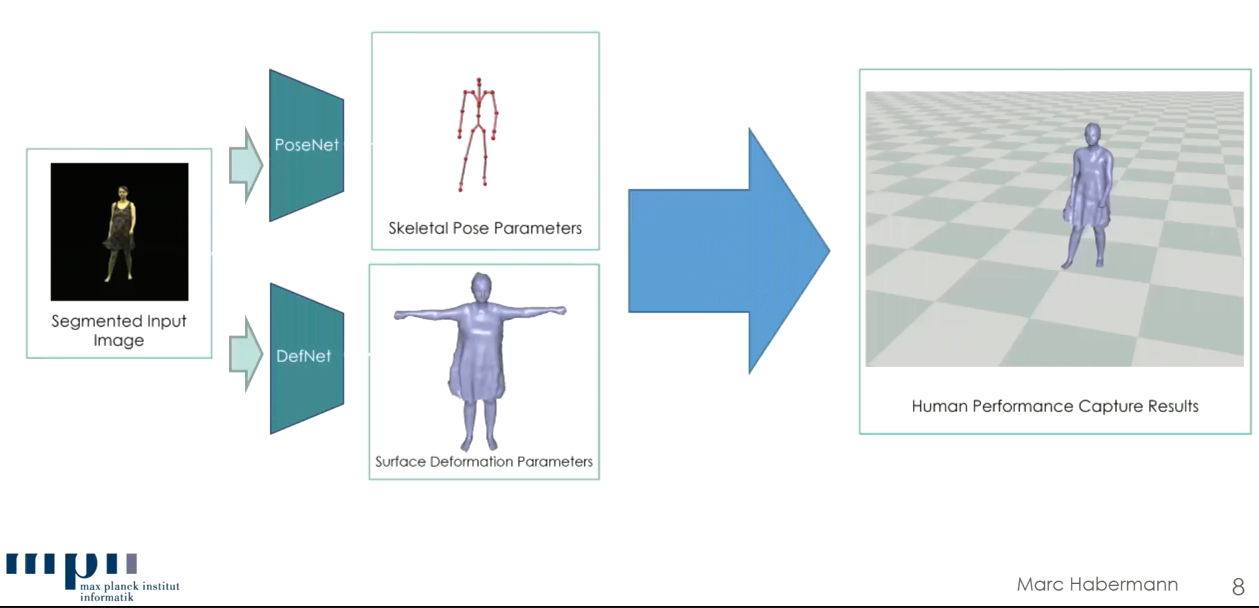 Segmented Input
Image
PoseNet
DefNet
Skeletal Pose Parameters
Surface Deformation Parameters
Human Performance Capture Results
max planck institut
informatik
Marc Habermann
8